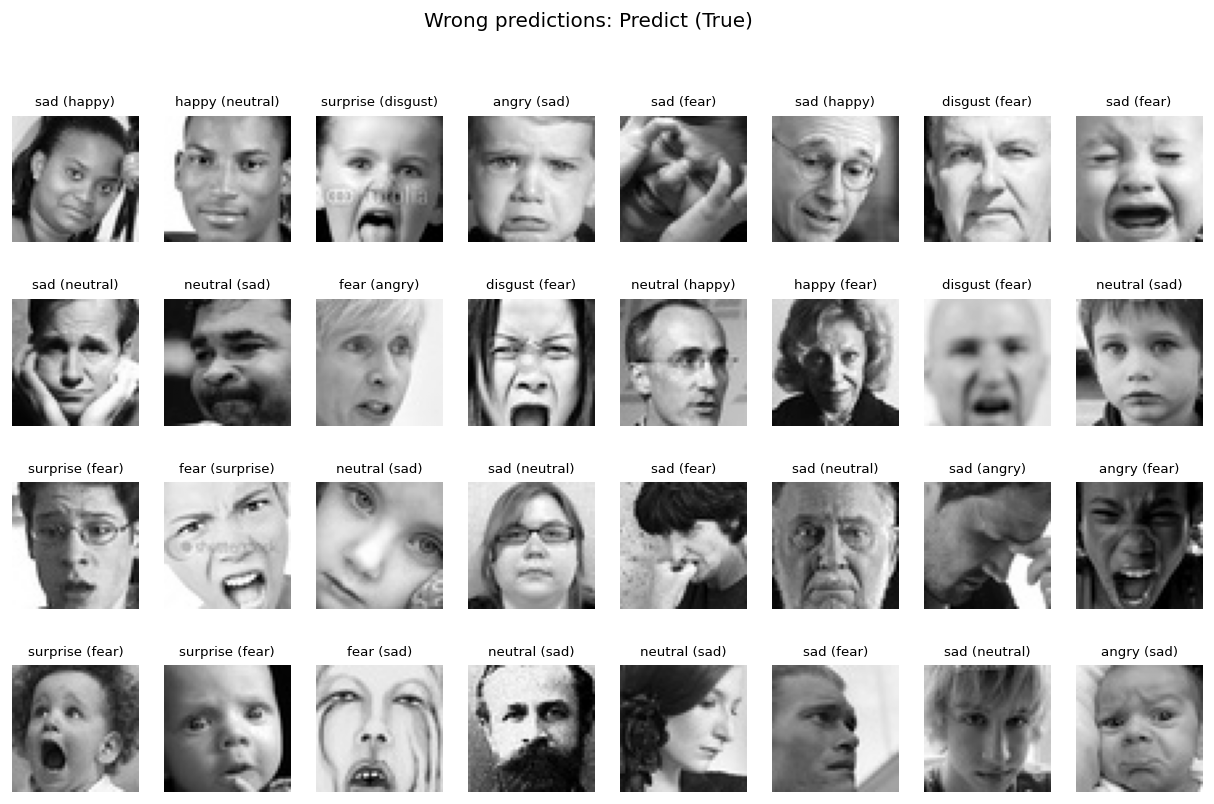 Wrong predictions: Predict (True)
sad (happy) happy (neutral) surprise (disgust) angry (sad) sad (fear) sad (happy) disgust (fear) sad (fear)
sad (neutral) neutral (sad) fear (angry) disgust (fear) neutral (happy) happy (fear) disgust (fear) neutral (sad)
surprise (fear) fear (surprise) neutral (sad) sad (neutral) sad (fear) sad (neutral) sad (angry) angry (fear)
surprise (fear) surprise (fear) fear (sad) neutral (sad) neutral (sad) sad (fear) sad (neutral) angry (sad)